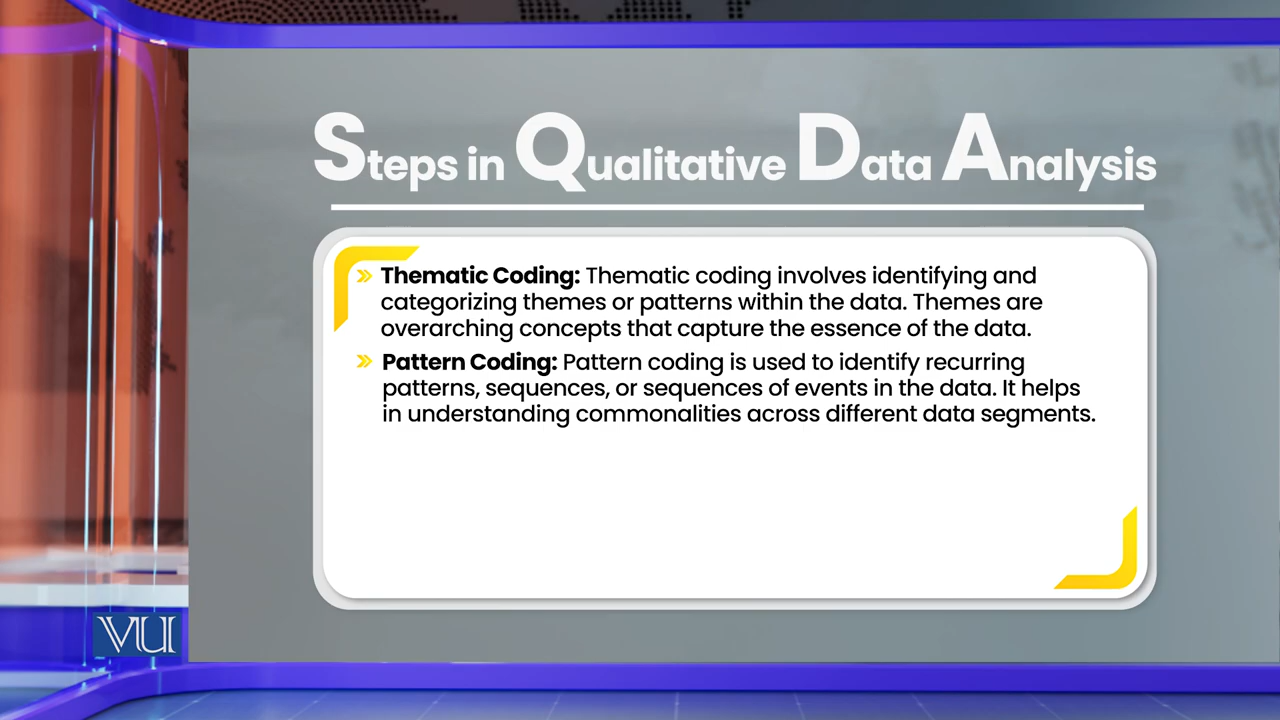 Steps in Qualitative Data Analysis
Thematic Coding: Thematic coding involves identifying and
categorizing themes or patterns within the data. Themes are
overarching concepts that capture the essence of the data.
Pattern Coding: Pattern coding is used to identify recurring
patterns, sequences, or sequences of events in the data. It helps
in understanding commonalities across different data segments.
VU